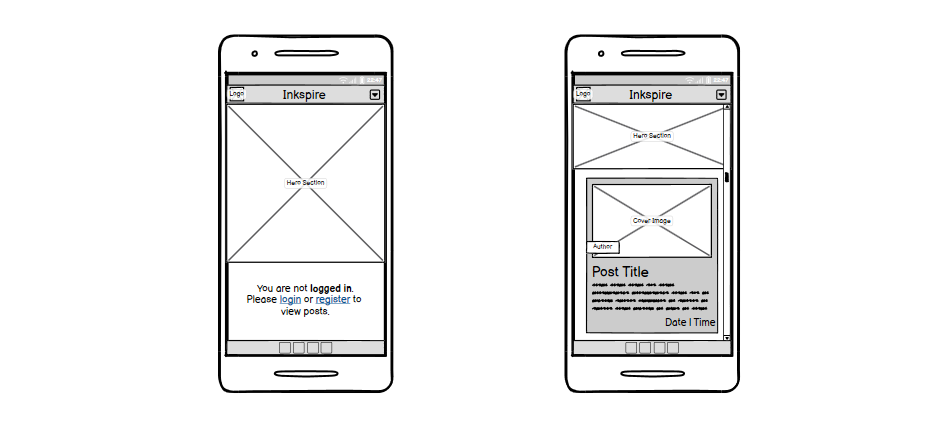 22:47
Logo
Inkspire
Hero Section
You are not logged in.
Please login or register to
view posts.
22:47
Logo
Inkspire
Hero Section
Cover Image
Author
Post Title
Date | Time